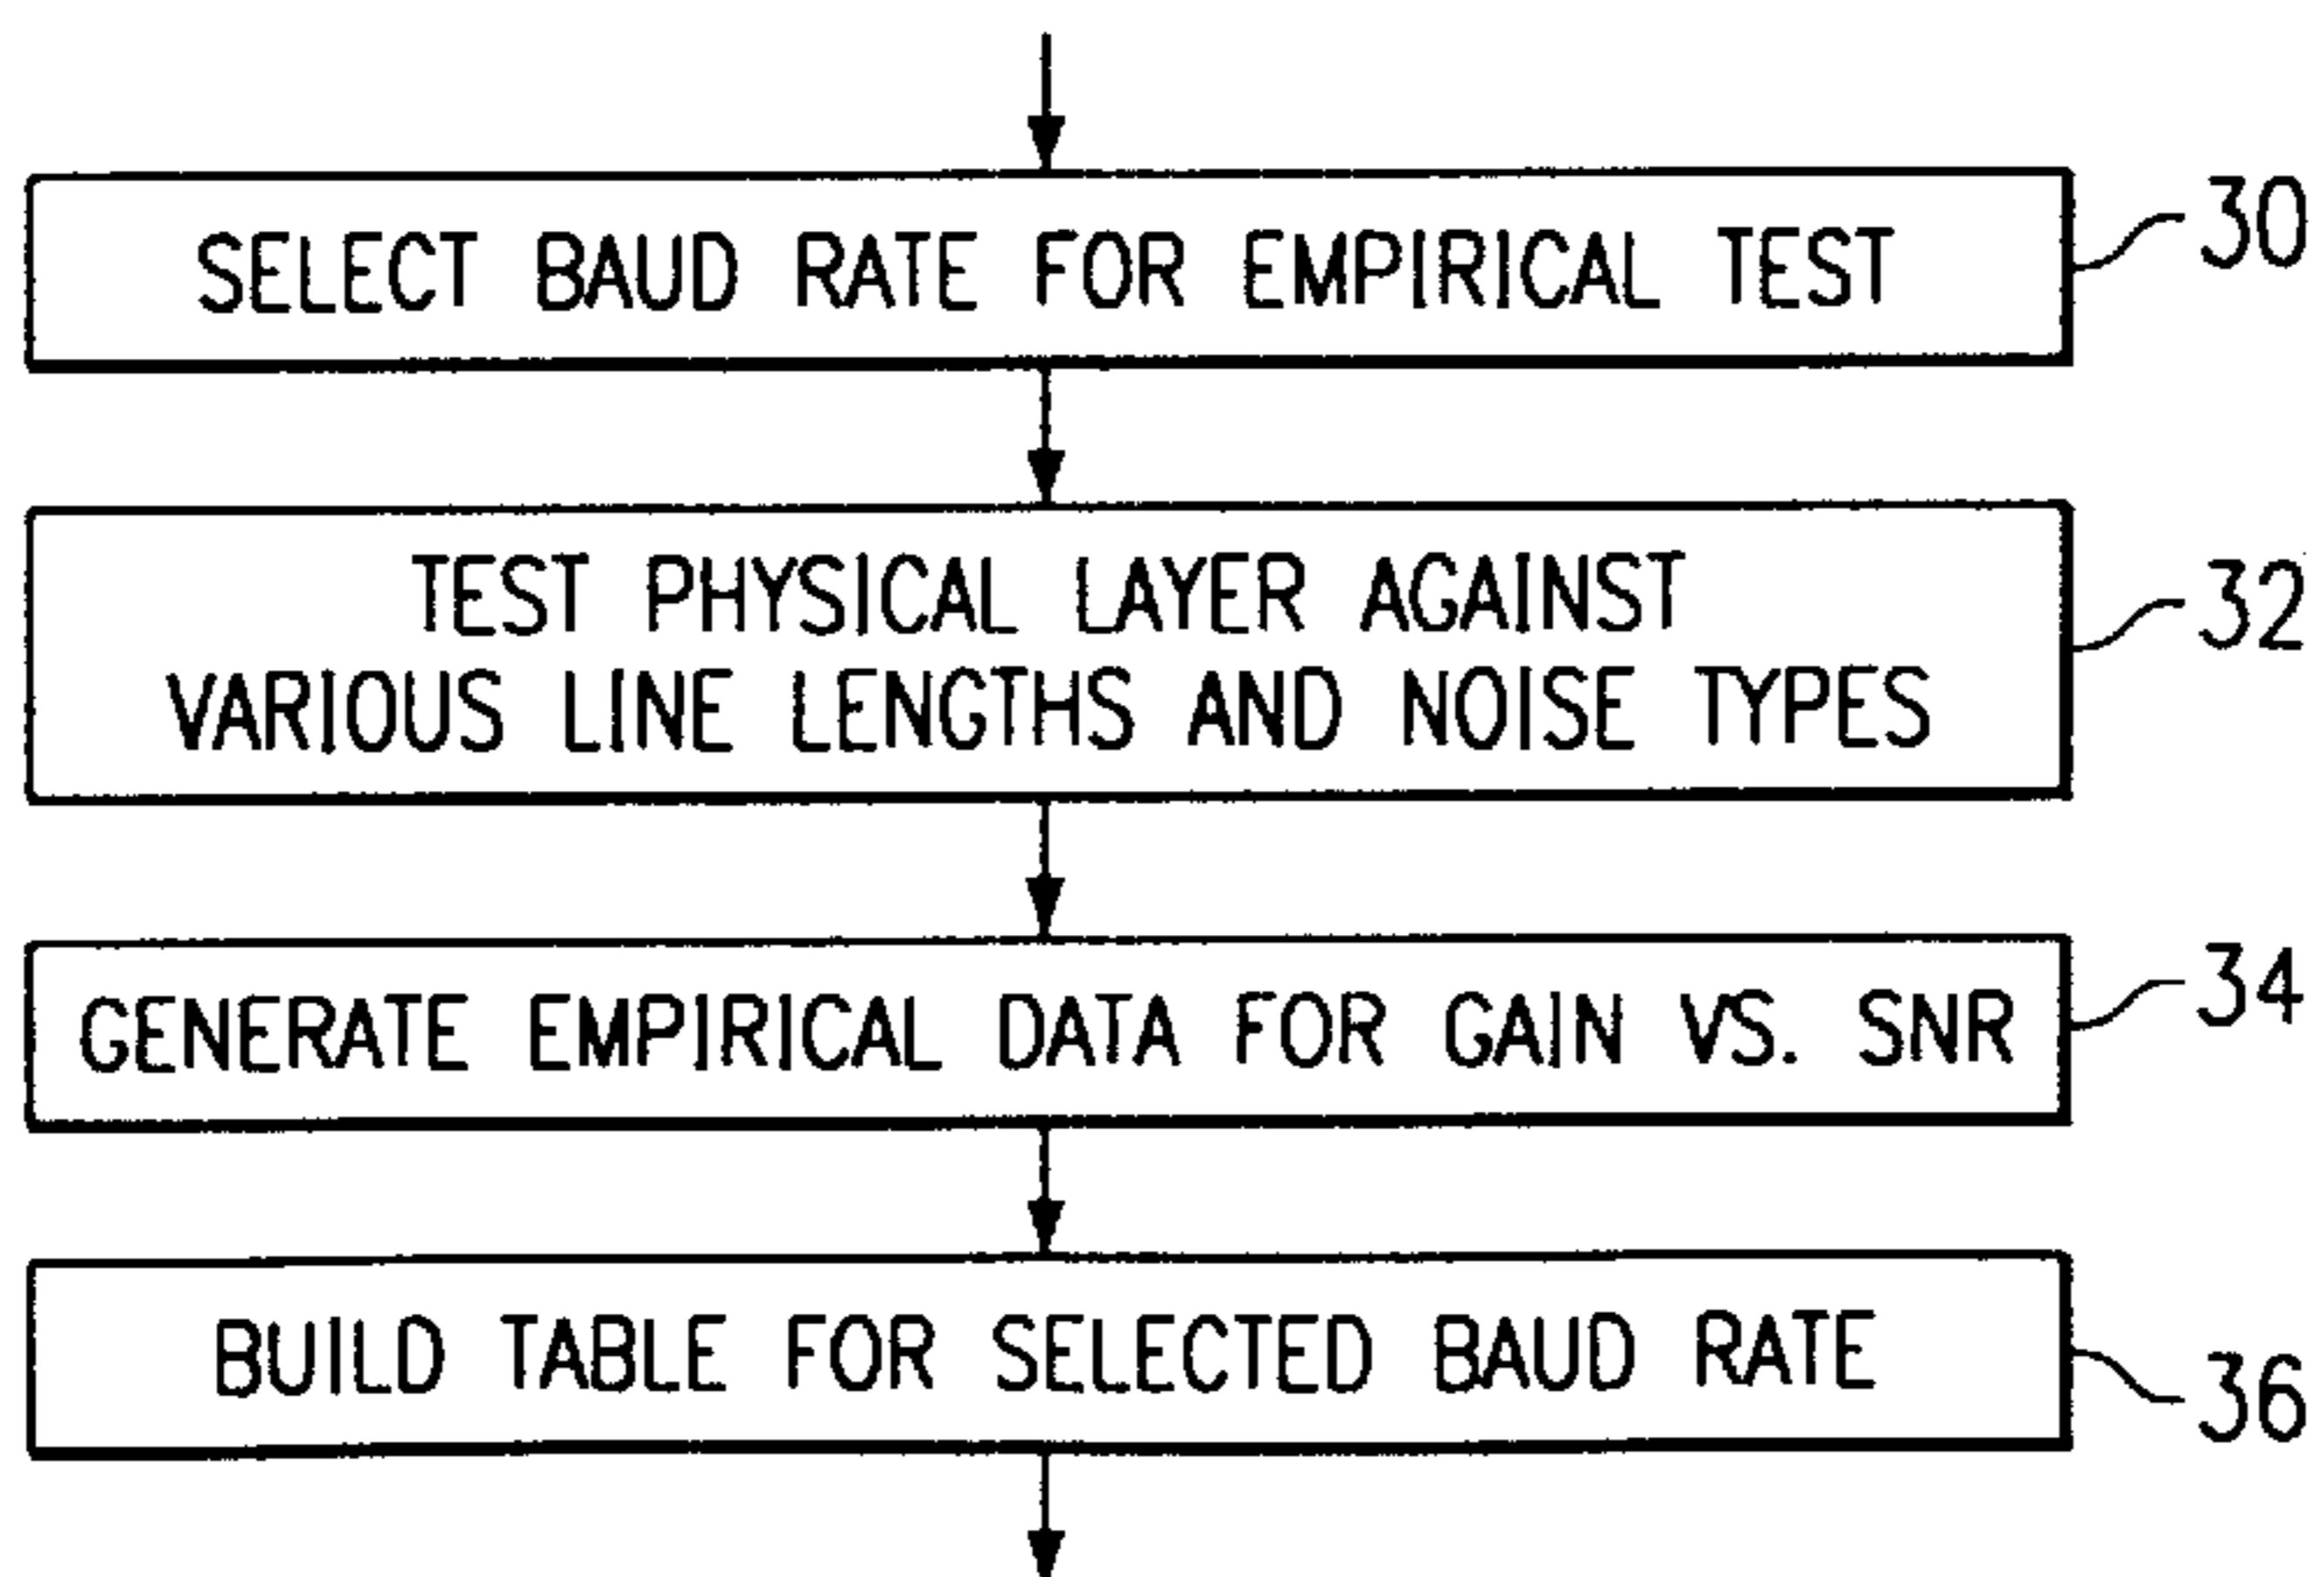 SELECT BAUD RATE FOR EMPIRICAL TEST
30
TEST PHYSICAL LAYER AGAINST
VARIOUS LINE LENGTHS AND NOISE TYPES
32
GENERATE EMPIRICAL DATA FOR GAIN VS. SNR
34
BUILD TABLE FOR SELECTED BAUD RATE
36